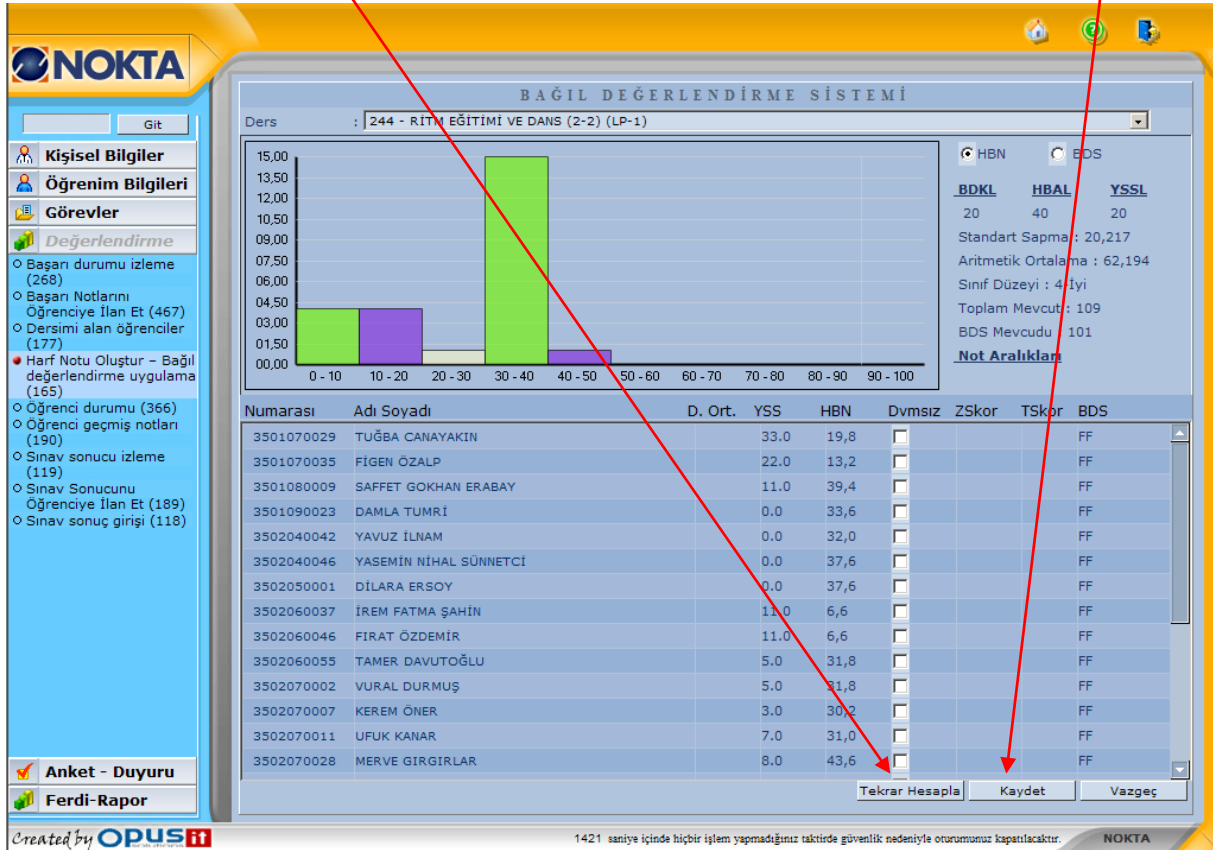 NOKTA
BAĞIL DEĞERLENDİRME SİSTEMİ
Git
Ders : 244 - RİTM EĞİTİMİ VE DANS (2-2) (LP-1)
Kişisel Bilgiler
Öğrenim Bilgileri
Görevler
Değerlendirme
Başarı durumu izleme
(268)
Başarı Notlarını
Öğrenciye İlan Et (467)
Dersimi alan öğrenciler
(177)
Harf Notu Oluştur – Bağıl
değerlendirme uygulama
(165)
Öğrenci durumu (366)
Öğrenci geçmiş notları
(190)
Sınav sonucu izleme
(119)
Sınav Sonucunu
Öğrenciye İlan Et (189)
Sınav sonuç girişi (118)
Anket - Duyuru
Ferdi-Rapor
15,00
13,50
12,00
10,50
09,00
07,50
06,00
04,50
03,00
01,50
00,00
0 - 10 10 - 20 20 - 30 30 - 40 40 - 50 50 - 60 60 - 70 70 - 80 80 - 90 90 - 100
HBN BDS
BDKL HBAL YSSL
20 40 20
Standart Sapma : 20,217
Aritmetik Ortalama : 62,194
Sınıf Düzeyi : 4-İyi
Toplam Mevcut : 109
BDS Mevcudu : 101
Not Aralıkları
Numarası Adı Soyadı D. Ort. YSS HBN Dvmsız ZSkor TSkor BDS
3501070029 TUĞBA CANAYAKIN 33.0 19,8 FF
3501070035 FİGEN ÖZALP 22.0 13,2 FF
3501080009 SAFFET GOKHAN ERABAY 11.0 39,4 FF
3501090023 DAMLA TUMRİ 0.0 33,6 FF
3502040042 YAVUZ İLNAM 0.0 32,0 FF
3502040046 YASEMİN NİHAL SÜNNETCİ 0.0 37,6 FF
3502050001 DİLARA ERSOY 0.0 37,6 FF
3502060037 İREM FATMA ŞAHİN 11.0 6,6 FF
3502060046 FIRAT ÖZDEMİR 11.0 6,6 FF
3502060055 TAMER DAVUTOĞLU 5.0 31,8 FF
3502070002 VURAL DURMUŞ 5.0 31,8 FF
3502070007 KEREM ÖNER 3.0 30,2 FF
3502070011 UFUK KANAR 7.0 31,0 FF
3502070028 MERVE GIRGIRLAR 8.0 43,6 FF
Tekrar Hesapla Kaydet Vazgeç
Created by OPUS it
1421 saniye içinde hiçbir işlem yapmadığınız taktirde güvenlik nedeniyle oturumunuz kapatılacaktır. NOKTA